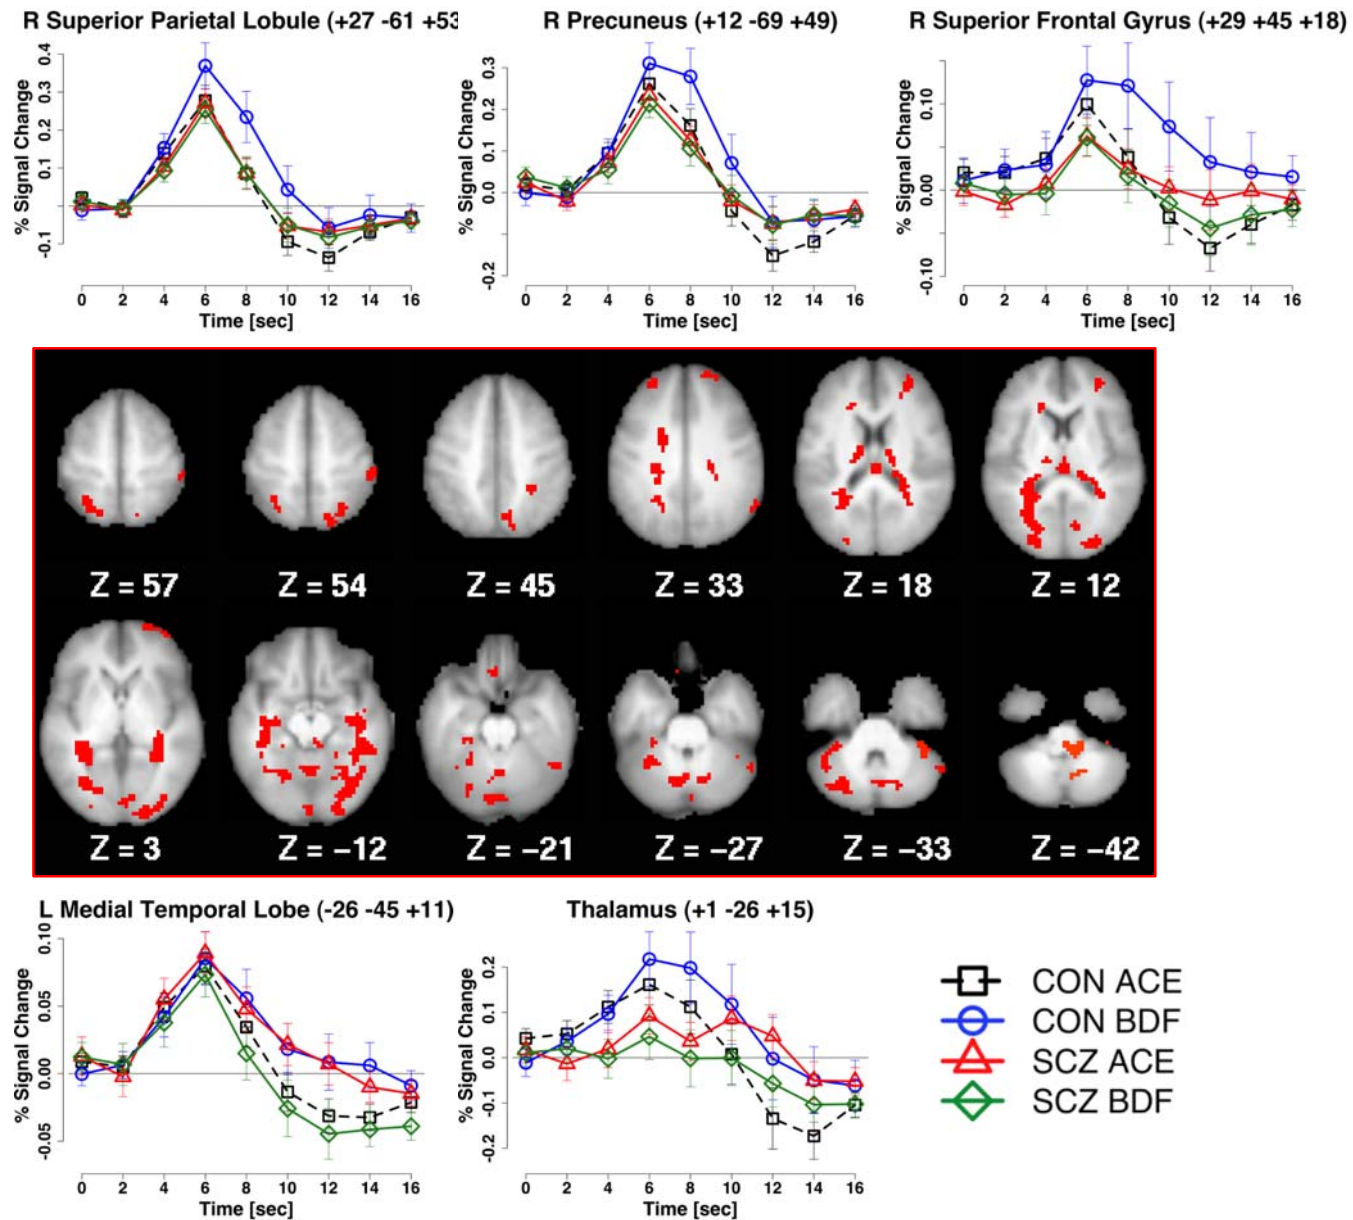 R Superior Parietal Lobule (+27 -61 +53
R Precuneus (+12 -69 +49)
R Superior Frontal Gyrus (+29 +45 +18)
% Signal Change
-0.1 0.1 0.2 0.3 0.4
0 2 4 6 8 10 12 14 16
Time [sec]
% Signal Change
-0.2 0.0 0.1 0.2 0.3
0 2 4 6 8 10 12 14 16
Time [sec]
% Signal Change
-0.10 0.00 0.10
0 2 4 6 8 10 12 14 16
Time [sec]
Z = 57 Z = 54 Z = 45 Z = 33 Z = 18 Z = 12
Z = 3 Z = −12 Z = −21 Z = −27 Z = −33 Z = −42
L Medial Temporal Lobe (-26 -45 +11)
Thalamus (+1 -26 +15)
% Signal Change
-0.05 0.00 0.05 0.10
0 2 4 6 8 10 12 14 16
Time [sec]
% Signal Change
-0.2 -0.1 0.0 0.1 0.2
0 2 4 6 8 10 12 14 16
Time [sec]
CON ACE
CON BDF
SCZ ACE
SCZ BDF